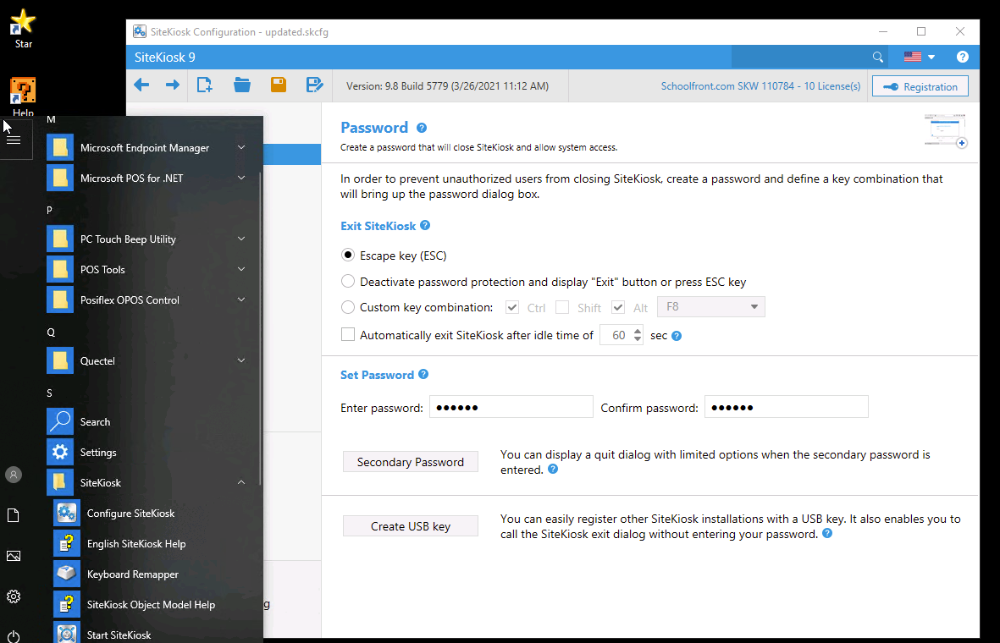 Star
Help
SiteKiosk Configuration - updated.skcfg
SiteKiosk 9
Version: 9.8 Build 5779 (3/26/2021 11:12 AM)
Schoolfront.com SKW 110784 - 10 License(s)
Registration
M
Microsoft Endpoint Manager
Microsoft POS for .NET
P
PC Touch Beep Utility
POS Tools
Posiflex OPOS Control
Q
Quectel
S
Search
Settings
SiteKiosk
Configure SiteKiosk
English SiteKiosk Help
Keyboard Remapper
SiteKiosk Object Model Help
Start SiteKiosk
g
Password
Create a password that will close SiteKiosk and allow system access.
In order to prevent unauthorized users from closing SiteKiosk, create a password and define a key combination that
will bring up the password dialog box.
Exit SiteKiosk
Escape key (ESC)
Deactivate password protection and display "Exit" button or press ESC key
Custom key combination: Ctrl Shift Alt F8
Automatically exit SiteKiosk after idle time of 60 sec
Set Password
Enter password: ●●●●●● Confirm password: ●●●●●●
Secondary Password
You can display a quit dialog with limited options when the secondary password is
entered.
Create USB key
You can easily register other SiteKiosk installations with a USB key. It also enables you to
call the SiteKiosk exit dialog without entering your password.